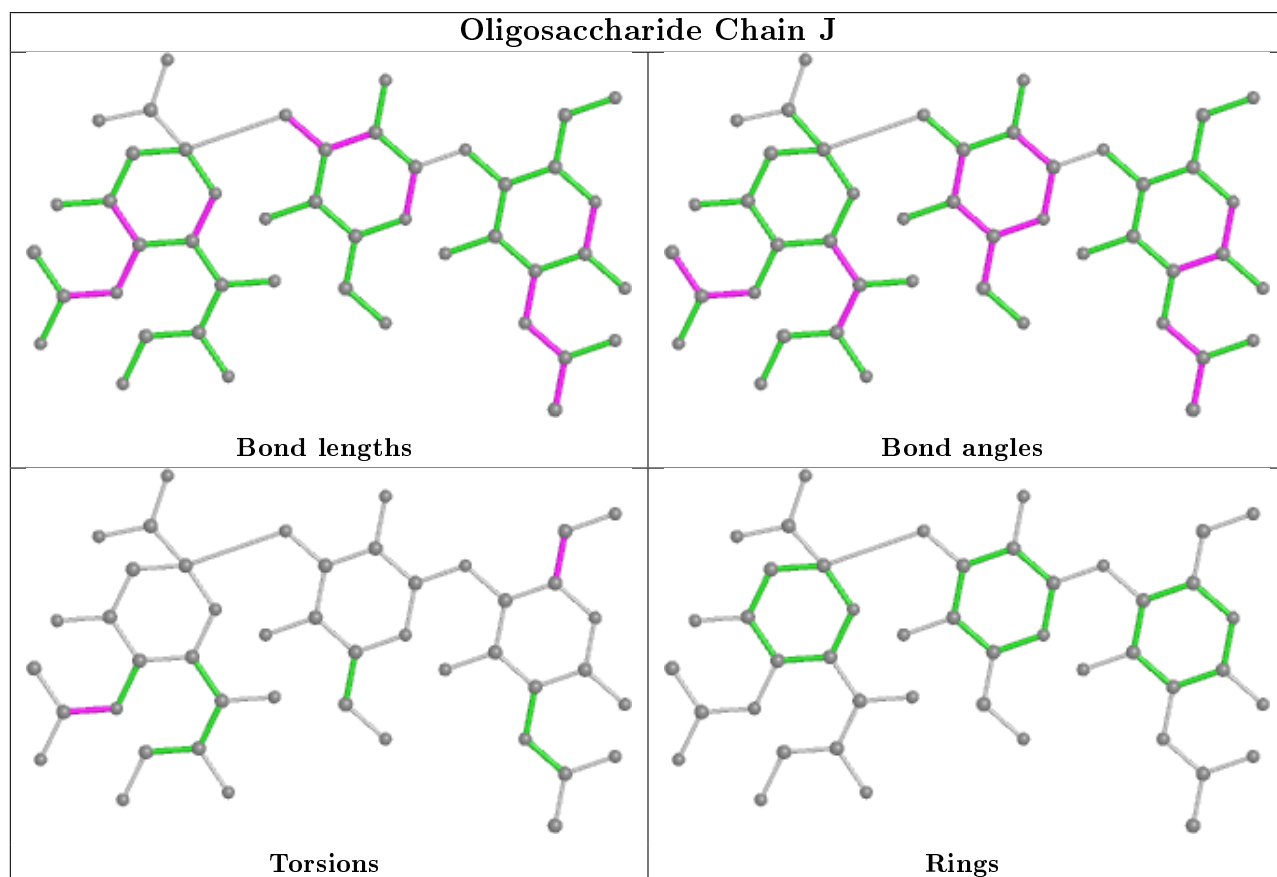 Oligosaccharide Chain J
Bond lengths
Bond angles
Torsions
Rings